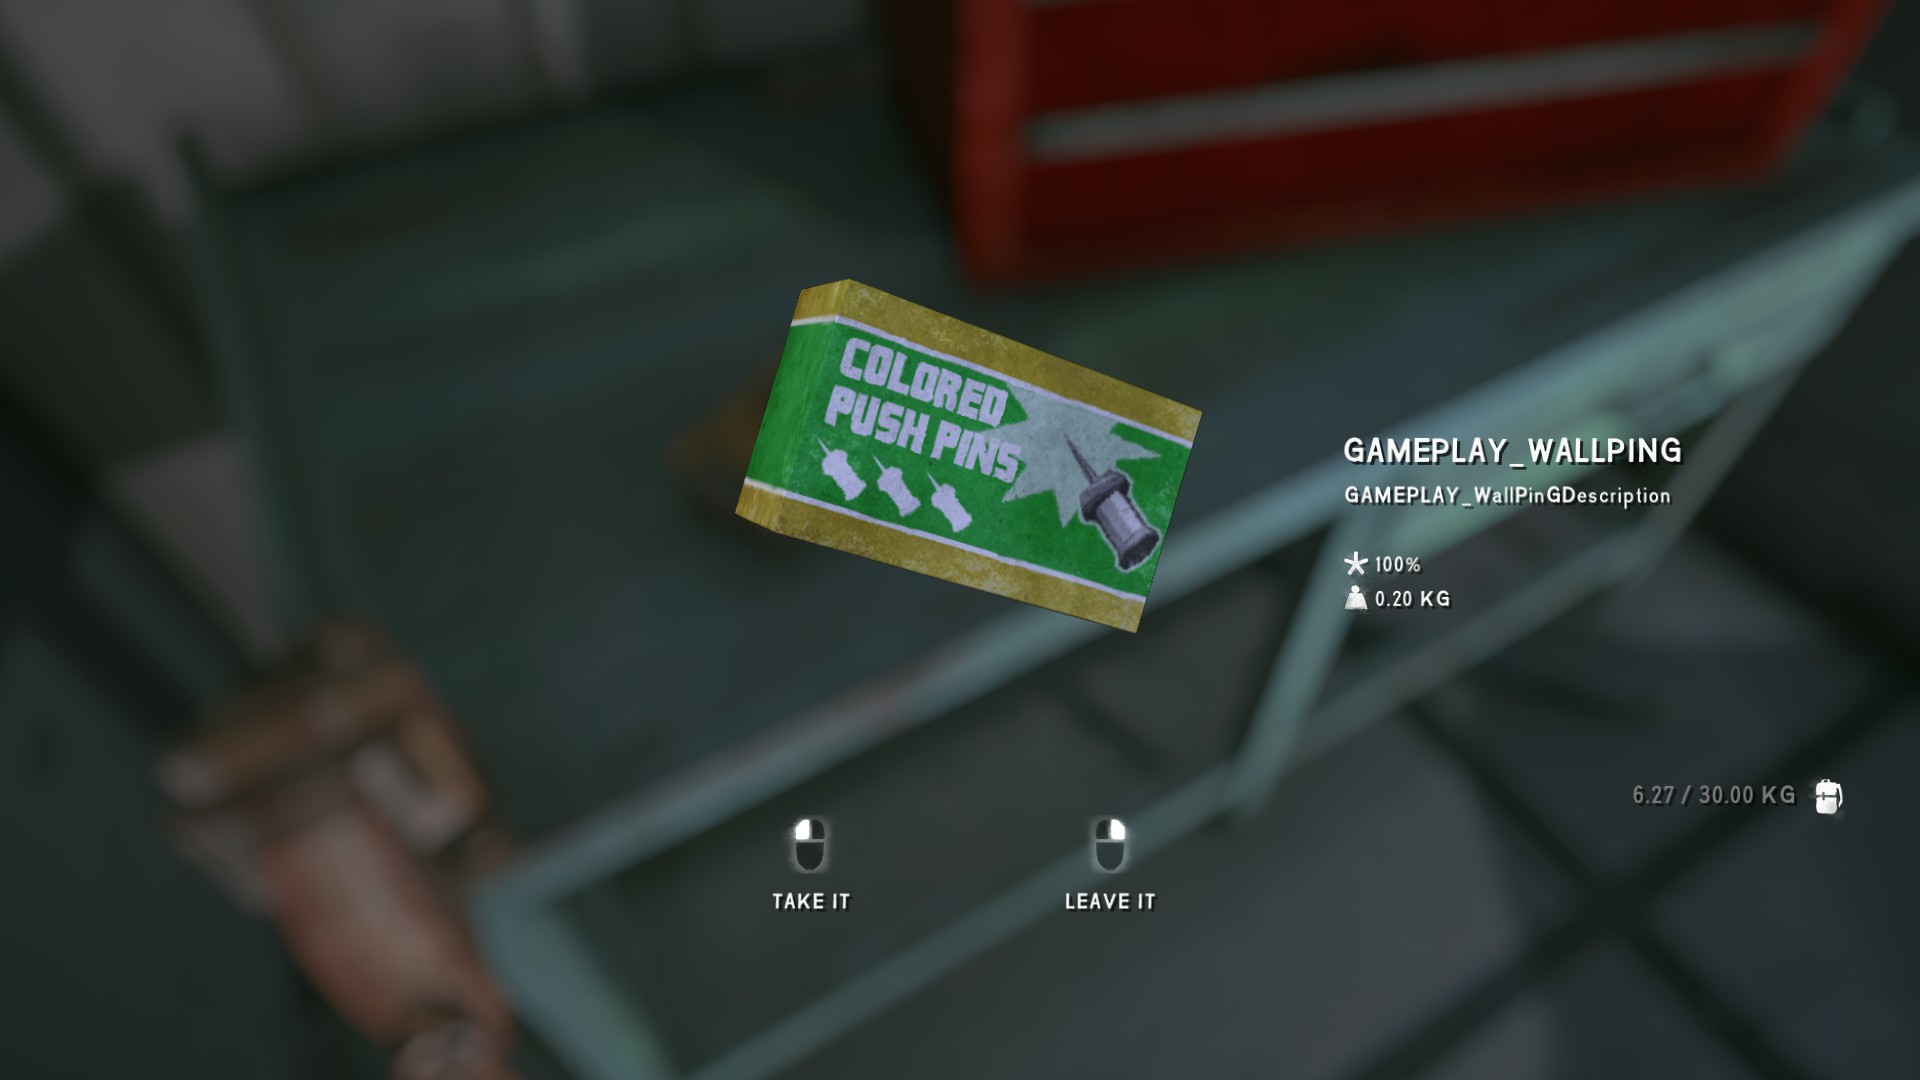 COLORED
PUSH PINS
GAMEPLAY_WALLPING
GAMEPLAY_WallPinGDescription
100%
0.20 KG
6.27 / 30.00 KG
TAKE IT
LEAVE IT